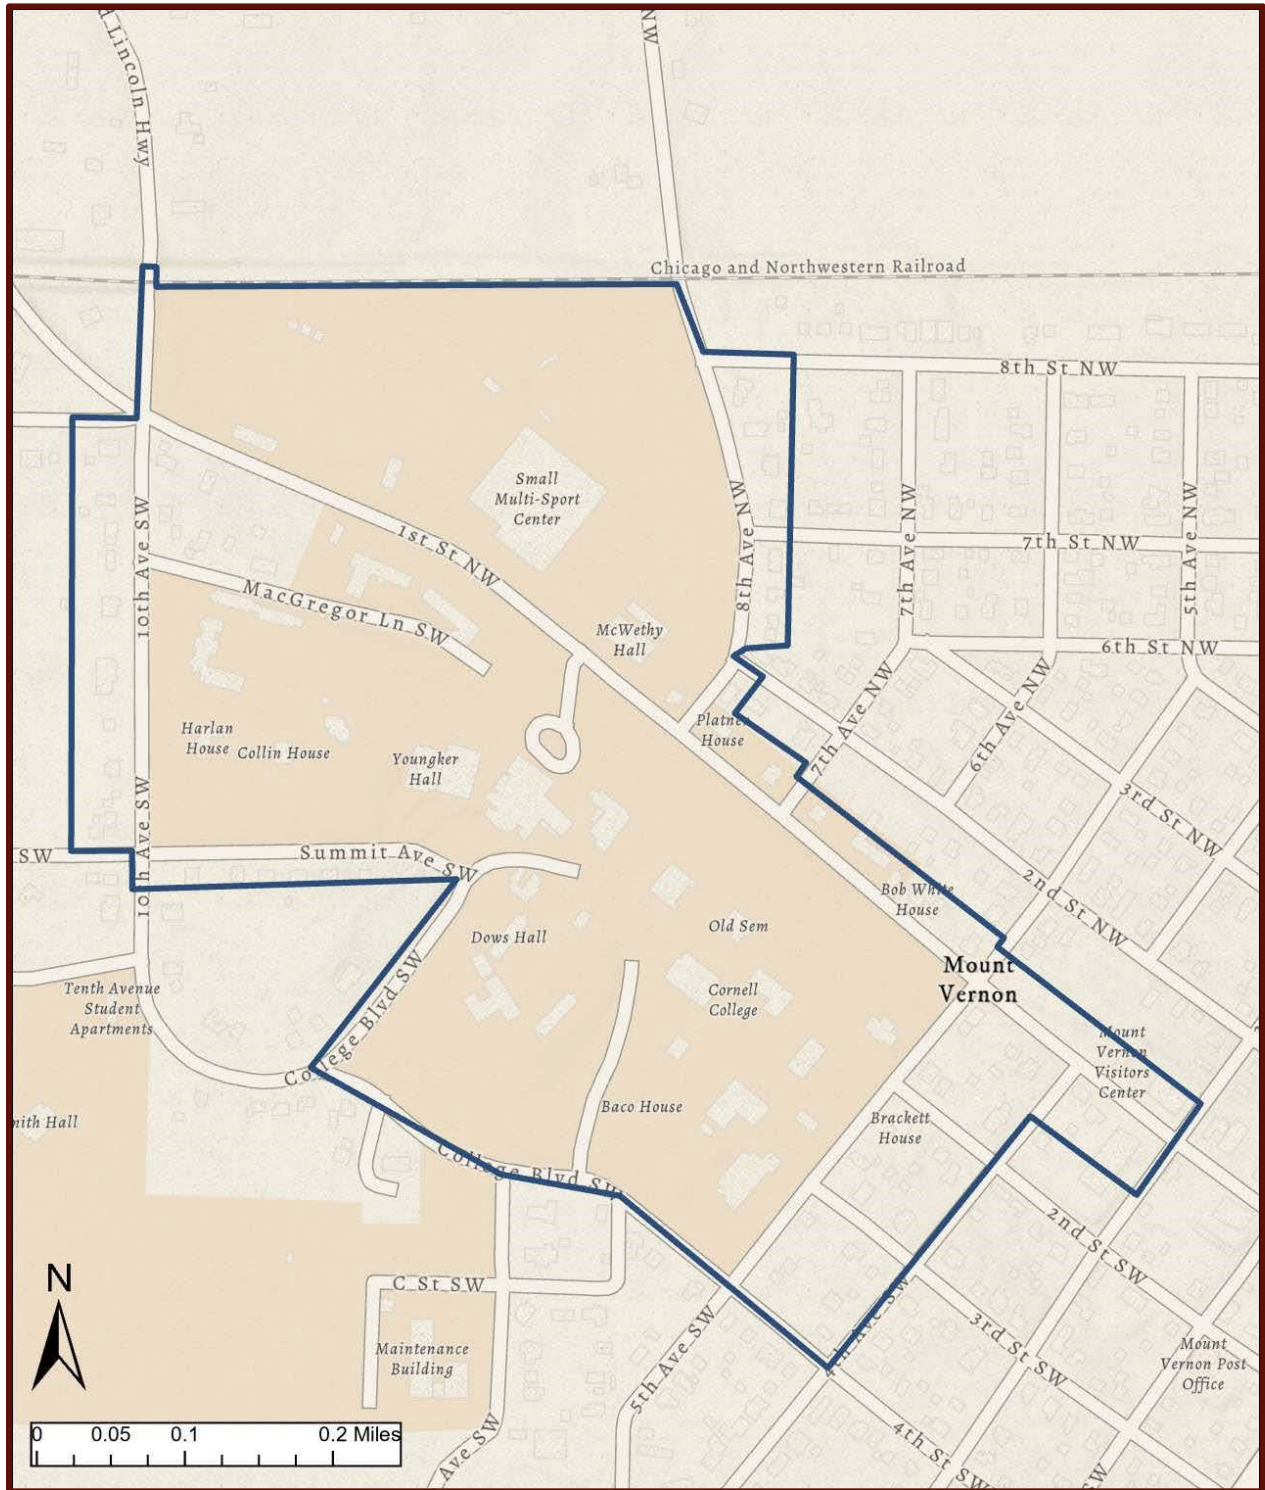 d Lincoln Hwy
NW
Chicago and Northwestern Railroad
8th St NW
Small
Multi-Sport
Center
10th Ave SW
1st St NW
8th Ave NW
7th Ave NW
7th St NW
5th Ave NW
MacGregor Ln SW
McWethy
Hall
6th St NW
Harlan
House
Collin House
Youngker
Hall
Platner
House
7th Ave NW
6th Ave NW
3rd St NW
10th Ave SW
SW
Summit Ave SW
Bob White
House
2nd St NW
Dows Hall
Old Sem
Mount
Vernon
Tenth Avenue
Student
Apartments
College Blvd SW
Cornell
College
Mount
Vernon
Visitors
Center
mith Hall
Baco House
Brackett
House
College Blvd SW
2nd St SW
C St SW
4th Ave SW
3rd St SW
5th Ave SW
Maintenance
Building
Mount
Vernon Post
Office
N
0 0.05 0.1 0.2 Miles
Ave SW
4th St SW
SW